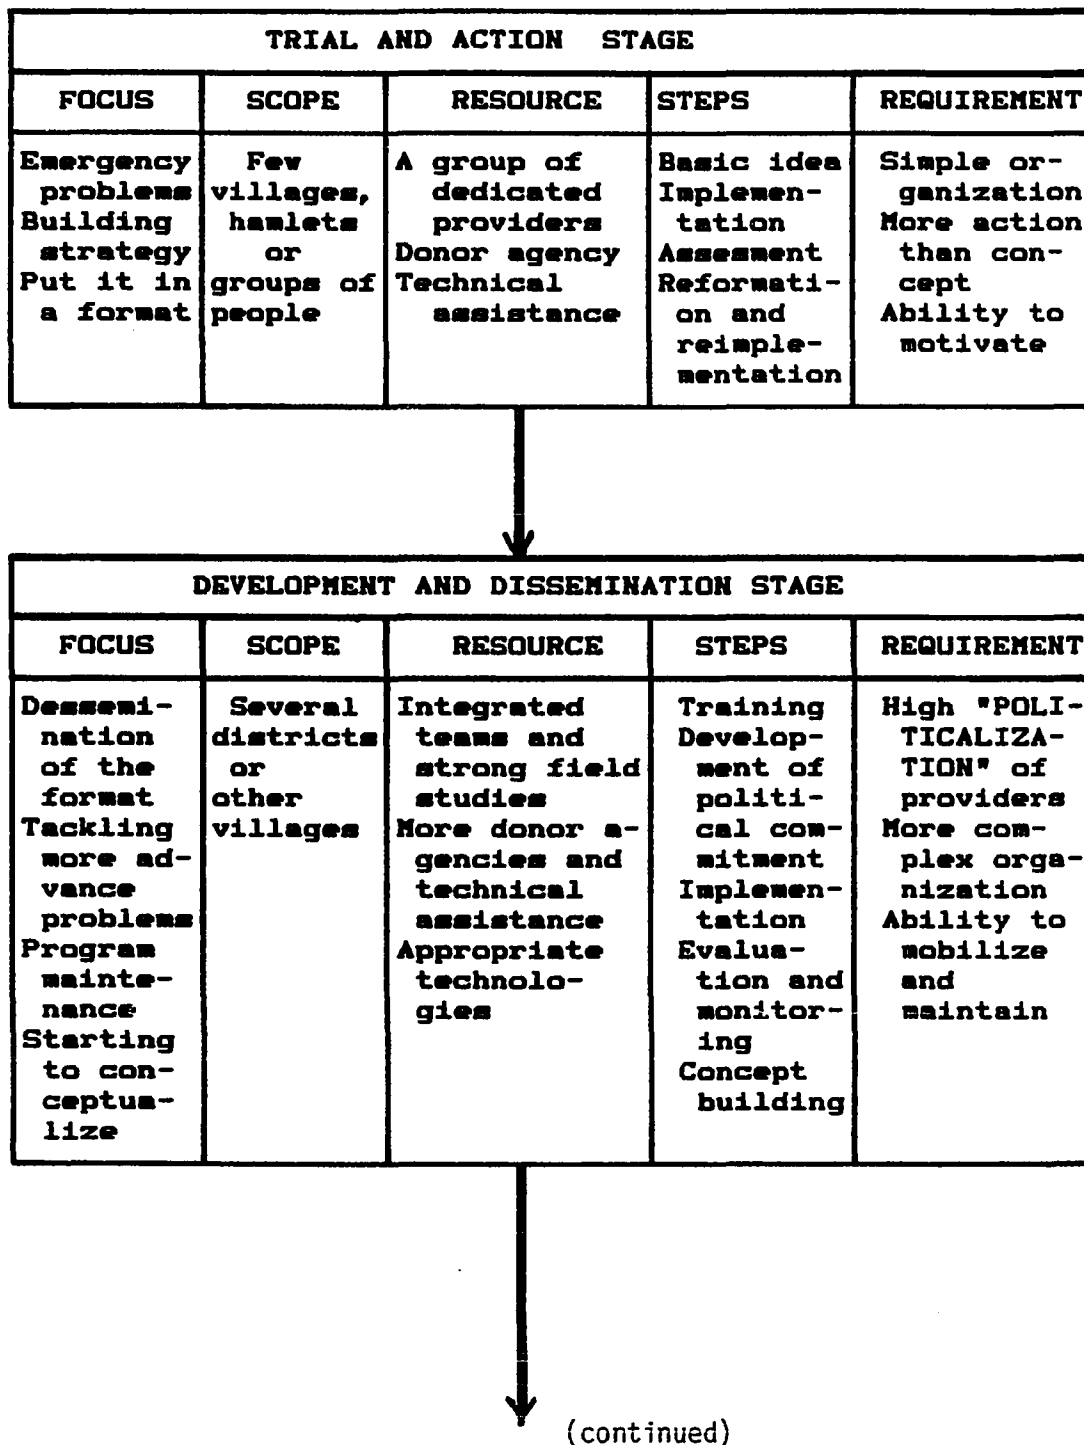 TRIAL AND ACTION STAGE
FOCUS
SCOPE
RESOURCE
STEPS
REQUIREMENT
Emergency
problems
Building
strategy
Put it in
a format
Few
villages,
hamlets
or
groups of
people
A group of
dedicated
providers
Donor agency
Technical
assistance
Basic idea
Implemen-
tation
Assesment
Reformati-
on and
reimple-
mentation
Simple or-
ganization
More action
than con-
cept
Ability to
motivate
DEVELOPMENT AND DISSEMINATION STAGE
FOCUS
SCOPE
RESOURCE
STEPS
REQUIREMENT
Dessemi-
nation
of the
format
Tackling
more ad-
vance
problems
Program
mainte-
nance
Starting
to con-
ceptua-
lize
Several
districts
or
other
villages
Integrated
teams and
strong field
studies
More donor a-
gencies and
technical
assistance
Appropriate
technolo-
gies
Training
Develop-
ment of
politi-
cal com-
mitment
Implemen-
tation
Evalua-
tion and
monitor-
ing
Concept
building
High "POLI-
TICALIZA-
TION" of
providers
More com-
plex orga-
nization
Ability to
mobilize
and
maintain
(continued)